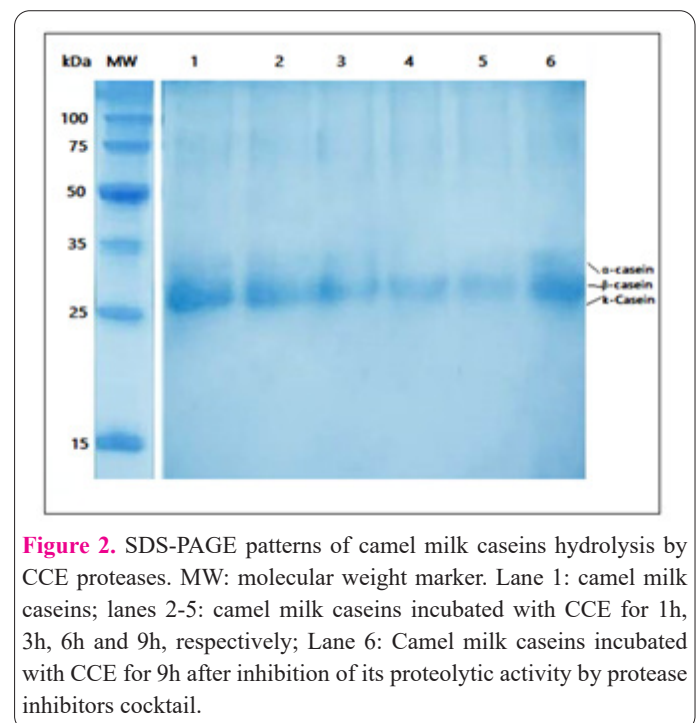 kDa MW 1 2 3 4 5 6
100
75
50
35
α-casein
β-casein
k-Casein
25
15
Figure 2. SDS-PAGE patterns of camel milk caseins hydrolysis by
CCE proteases. MW: molecular weight marker. Lane 1: camel milk
caseins; lanes 2-5: camel milk caseins incubated with CCE for 1h,
3h, 6h and 9h, respectively; Lane 6: Camel milk caseins incubated
with CCE for 9h after inhibition of its proteolytic activity by protease
inhibitors cocktail.